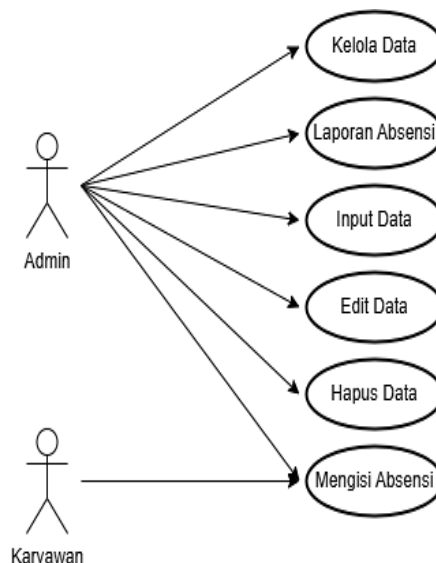 Kelola Data
Laporan Absensi
Input Data
Admin
Edit Data
Hapus Data
Mengisi Absensi
Karyawan